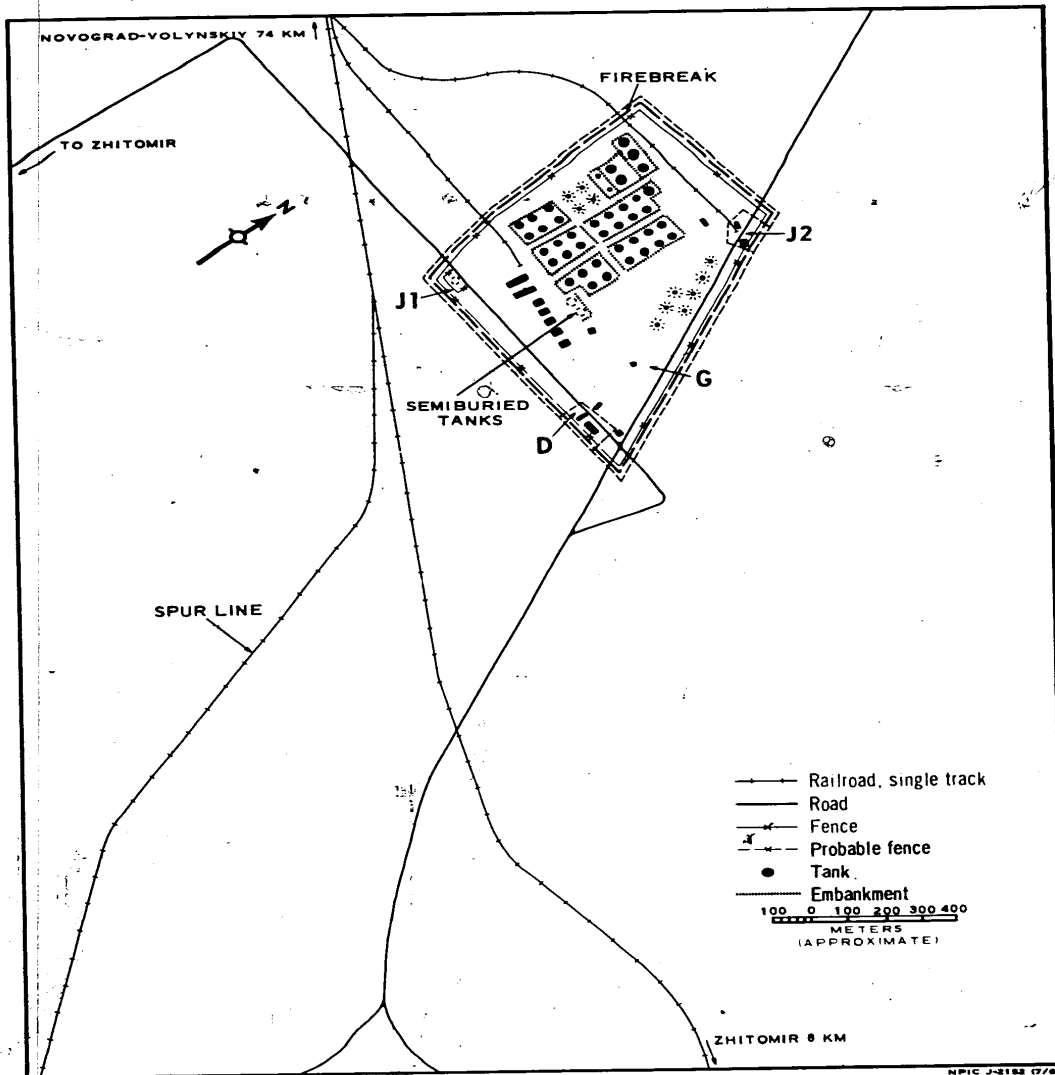 NOVOGRAD-VOLYNSKIY 74 KM
FIREBREAK
TO ZHITOMIR
N
J2
J1
G
SEMIBURIED
TANKS
D
SPUR LINE
Railroad, single track
Road
Fence
Probable fence
Tank
Embankment
100 0 100 200 300 400
METERS
(APPROXIMATE)
ZHITOMIR 8 KM